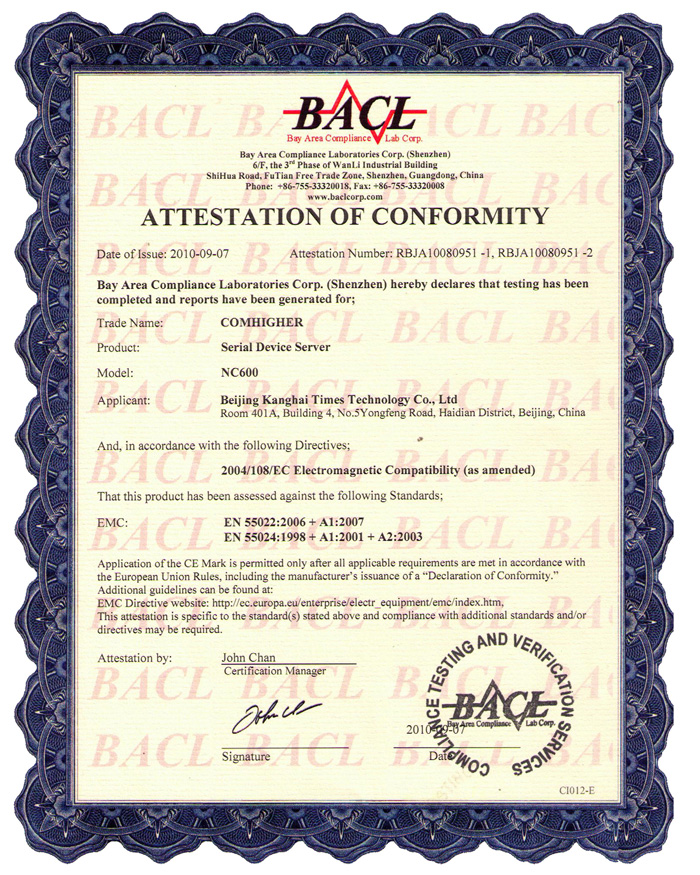 BACL
Bay Area Compliance Lab Corp.
Bay Area Compliance Laboratories Corp. (Shenzhen)
6/F, the 3rd Phase of WanLi Industrial Building
ShiHua Road, FuTian Free Trade Zone, Shenzhen, Guangdong, China
Phone: +86-755-33320018, Fax: +86-755-33320008
www.baclcorp.com
ATTESTATION OF CONFORMITY
Date of Issue: 2010-09-07 Attestation Number: RBJA10080951 -1, RBJA10080951 -2
Bay Area Compliance Laboratories Corp. (Shenzhen) hereby declares that testing has been
completed and reports have been generated for;
Trade Name: COMHIGHER
Product: Serial Device Server
Model: NC600
Applicant: Beijing Kanghai Times Technology Co., Ltd
Room 401A, Building 4, No.5Yongfeng Road, Haidian District, Beijing, China
And, in accordance with the following Directives;
2004/108/EC Electromagnetic Compatibility (as amended)
That this product has been assessed against the following Standards;
EMC: EN 55022:2006 + A1:2007
EN 55024:1998 + A1:2001 + A2:2003
Application of the CE Mark is permitted only after all applicable requirements are met in accordance with
the European Union Rules, including the manufacturer's issuance of a “Declaration of Conformity.”
Additional guidelines can be found at:
EMC Directive website: http://ec.europa.eu/enterprise/electr_equipment/emc/index.htm,
This attestation is specific to the standard(s) stated above and compliance with additional standards and/or
directives may be required.
Attestation by: John Chan
Certification Manager
John C
2010-09-07
Signature Date
COMPLIANCE TESTING AND VERIFICATION SERVICES
BACL
Bay Area Compliance Lab Corp.
CI012-E